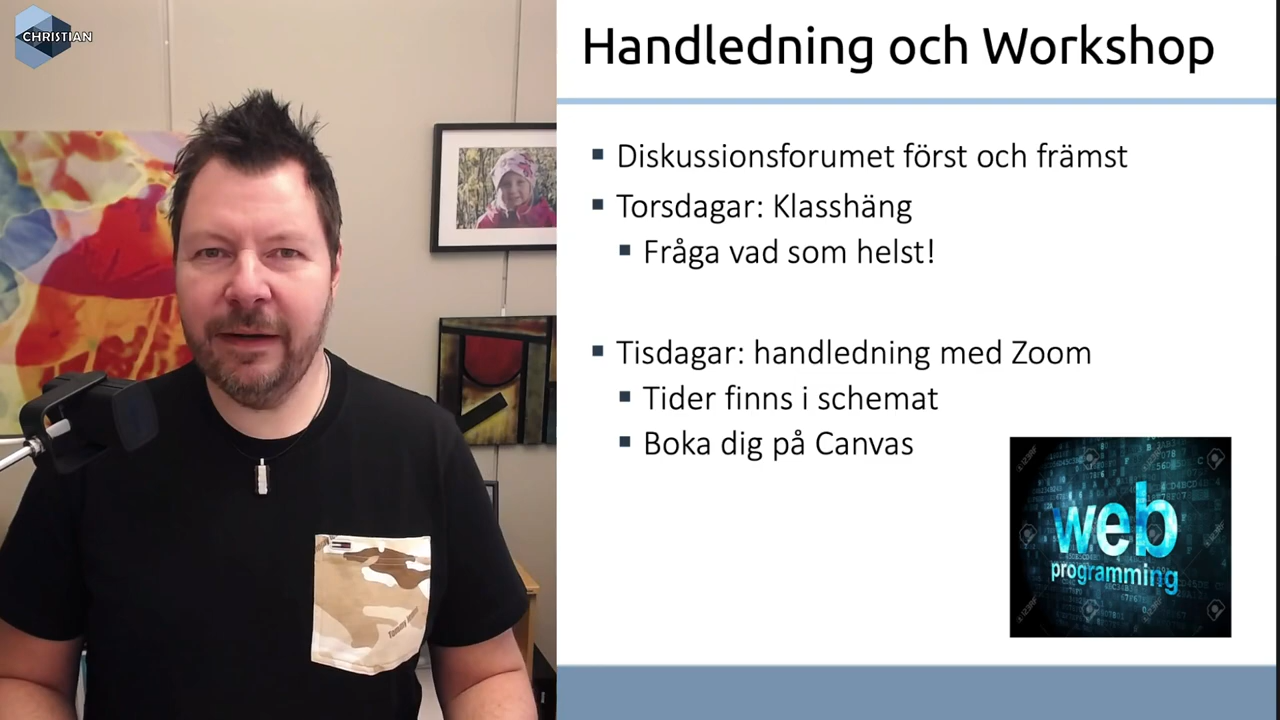 CHRISTIAN
Handledning och Workshop
Diskussionsforumet först och främst
Torsdagar: Klasshäng
Fråga vad som helst!
Tisdagar: handledning med Zoom
Tider finns i schemat
Boka dig på Canvas
web
programming